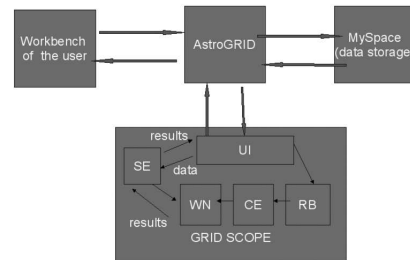 Workbench
of the user
AstroGRID
MySpace
(data storage
results
UI
SE
data
WN
CE
RB
results
GRID SCOPE